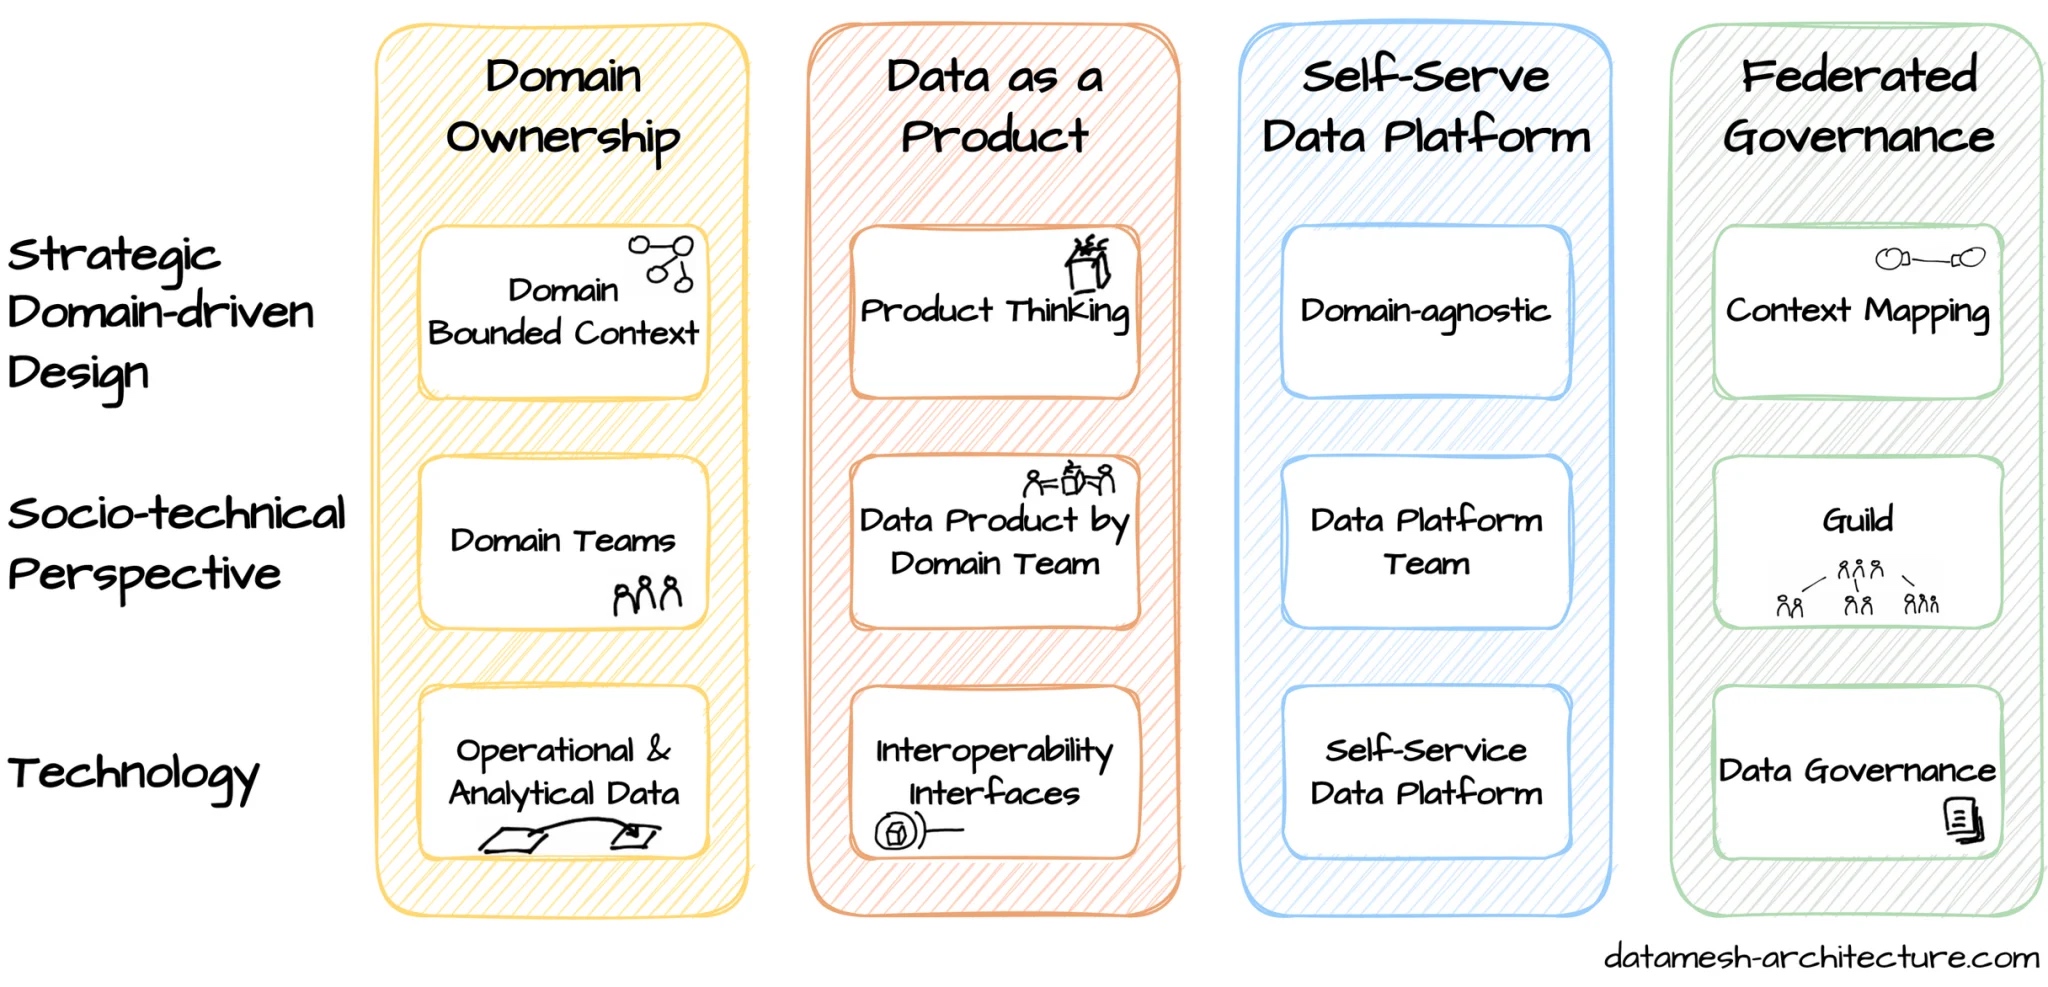 Domain
Ownership
Data as a
Product
Self-Serve
Data Platform
Federated
Governance
Strategic
Domain-driven
Design
Domain
Bounded Context
Product Thinking
Domain-agnostic
Context Mapping
Socio-technical
Perspective
Domain Teams
Data Product by
Domain Team
Data Platform
Team
Guild
Technology
Operational &
Analytical Data
Interoperability
Interfaces
Self-Service
Data Platform
Data Governance
datamesh-architecture.com